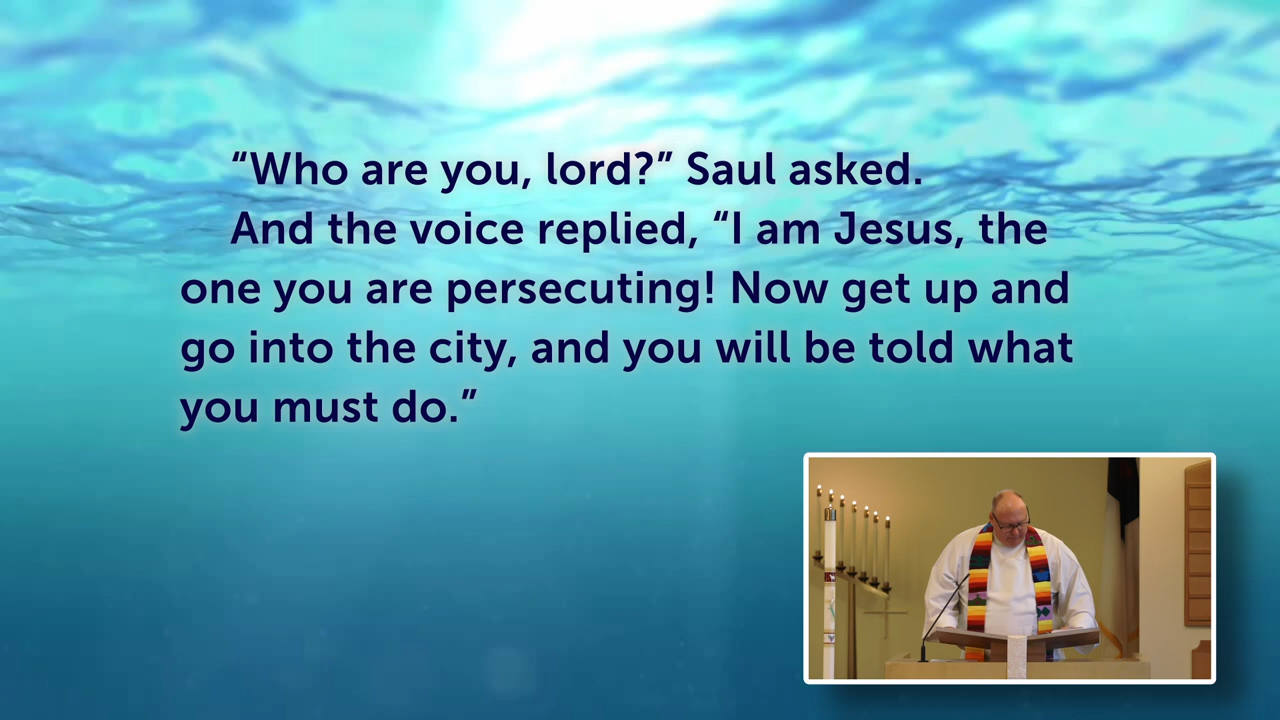 “Who are you, lord?” Saul asked.
And the voice replied, “I am Jesus, the
one you are persecuting! Now get up and
go into the city, and you will be told what
you must do.”